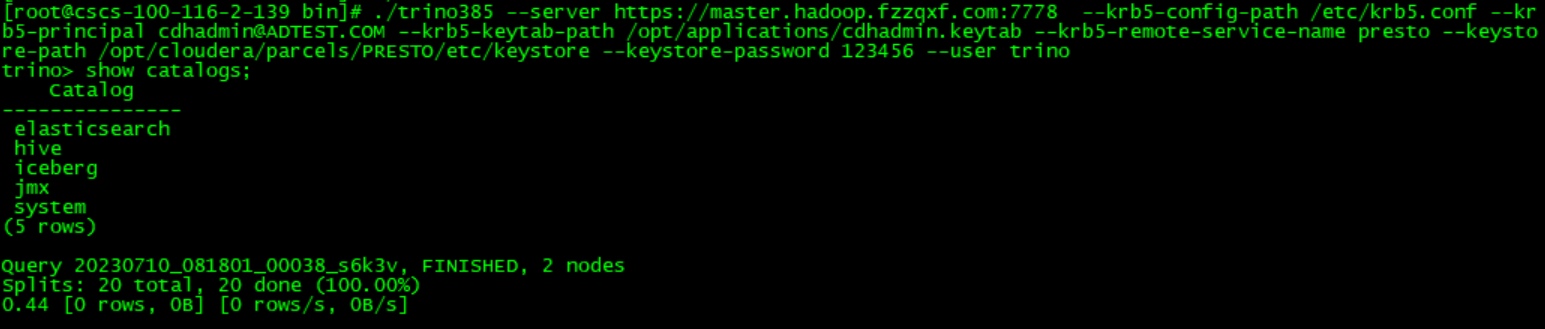 [root@cscs-100-116-2-139 bin]# ./trino385 --server https://master.hadoop.fzzqxf.com:7778  --krb5-config-path /etc/krb5.conf --kr
b5-principal cdhadmin@ADTEST.COM --krb5-keytab-path /opt/applications/cdhadmin.keytab --krb5-remote-service-name presto --keysto
re-path /opt/cloudera/parcels/PRESTO/etc/keystore --keystore-password 123456 --user trino
trino> show catalogs;
    Catalog
---------------
 elasticsearch
 hive
 iceberg
 jmx
 system
(5 rows)
Query 20230710_081801_00038_s6k3v, FINISHED, 2 nodes
Splits: 20 total, 20 done (100.00%)
0.44 [0 rows, 0B] [0 rows/s, 0B/s]